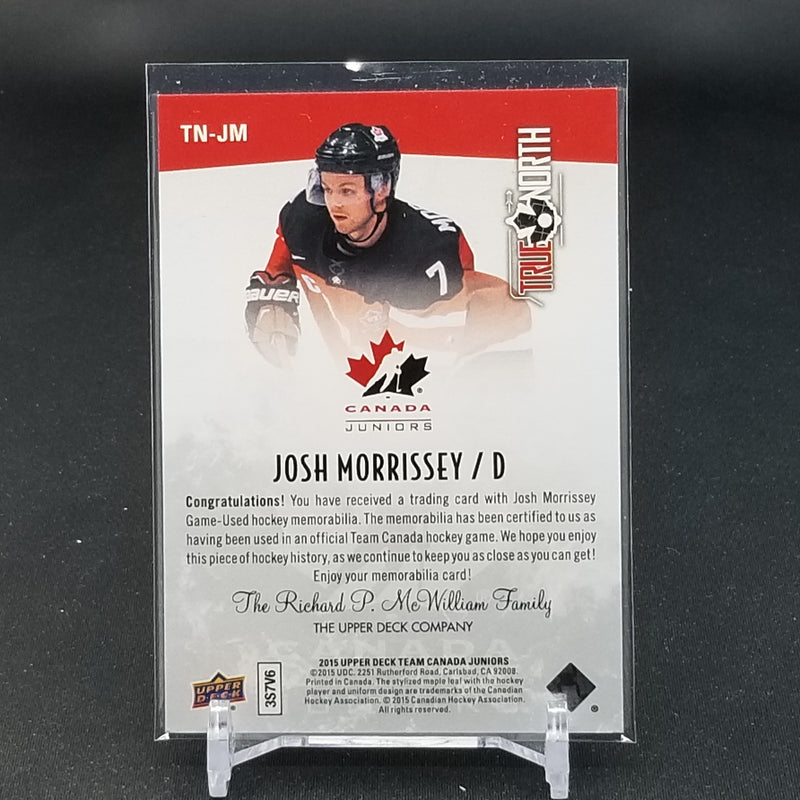 TN-JM
TRUE NORTH
7
BAUER
CANADA
JUNIORS
JOSH MORRISSEY / D
Congratulations! You have received a trading card with Josh Morrissey
Game-Used hockey memorabilia. The memorabilia has been certified to us as
having been used in an official Team Canada hockey game. We hope you enjoy
this piece of hockey history, as we continue to keep you as close as you can get!
Enjoy your memorabilia card!
The Richard P. McWilliam Family
THE UPPER DECK COMPANY
CANADA
2015 UPPER DECK TEAM CANADA JUNIORS
©2015 UDC. 2251 Rutherford Road, Carlsbad, CA 92008.
Printed in Canada. The stylized maple leaf with the hockey
player and uniform design are trademarks of the Canadian
Hockey Association. © 2015 Canadian Hockey Association.
All rights reserved.
UPPER
DECK
3S7V6